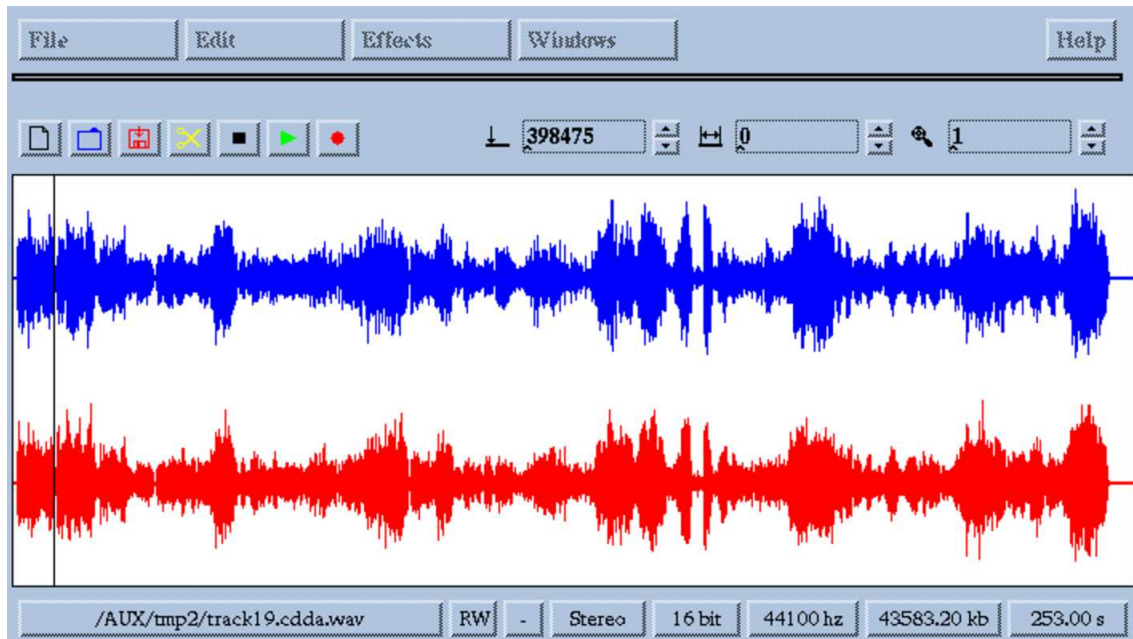 File Edit Effects Windows Help
398475 0 1
/AUX/tmp2/track19.cdda.wav RW - Stereo 16 bit 44100 hz 43583.20 kb 253.00 s